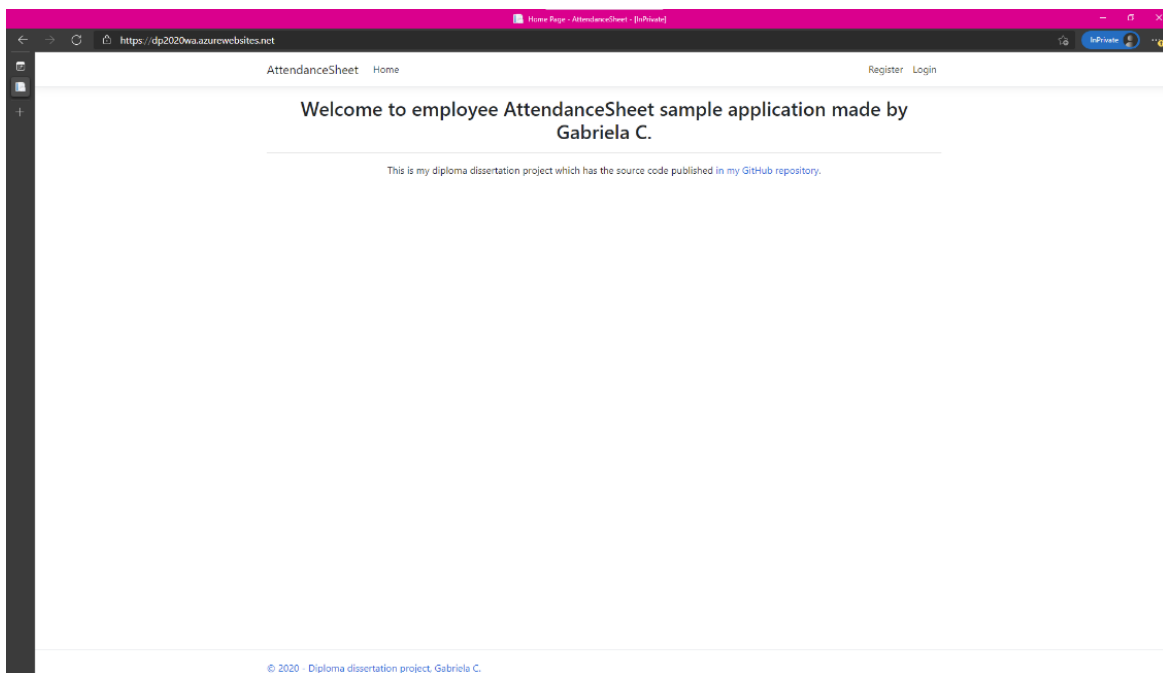 Home Page - AttendanceSheet - [InPrivate]
https://dp2020wa.azurewebsites.net
InPrivate
AttendanceSheet Home Register Login
Welcome to employee AttendanceSheet sample application made by
Gabriela C.
This is my diploma dissertation project which has the source code published in my GitHub repository.
© 2020 - Diploma dissertation project, Gabriela C.